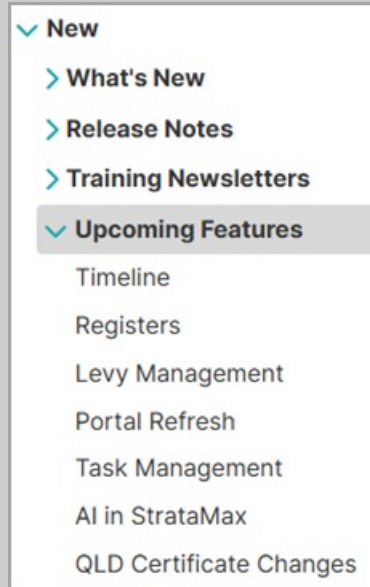 New
What's New
Release Notes
Training Newsletters
Upcoming Features
Timeline
Registers
Levy Management
Portal Refresh
Task Management
AI in StrataMax
QLD Certificate Changes